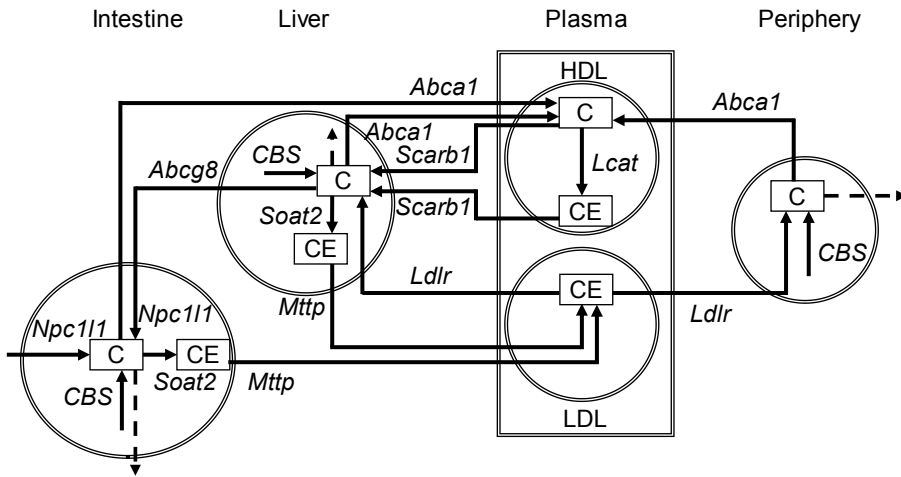 Intestine Liver Plasma Periphery
HDL
Abca1 C Abca1
Abca1
CBS Scarb1 Lcat
Abcg8 C C
Scarb1 CE
Soat2
CE CBS
Ldlr CE
Mttp Ldlr
Npc1l1 Npc1l1
C CE
CBS Soat2 Mttp
LDL